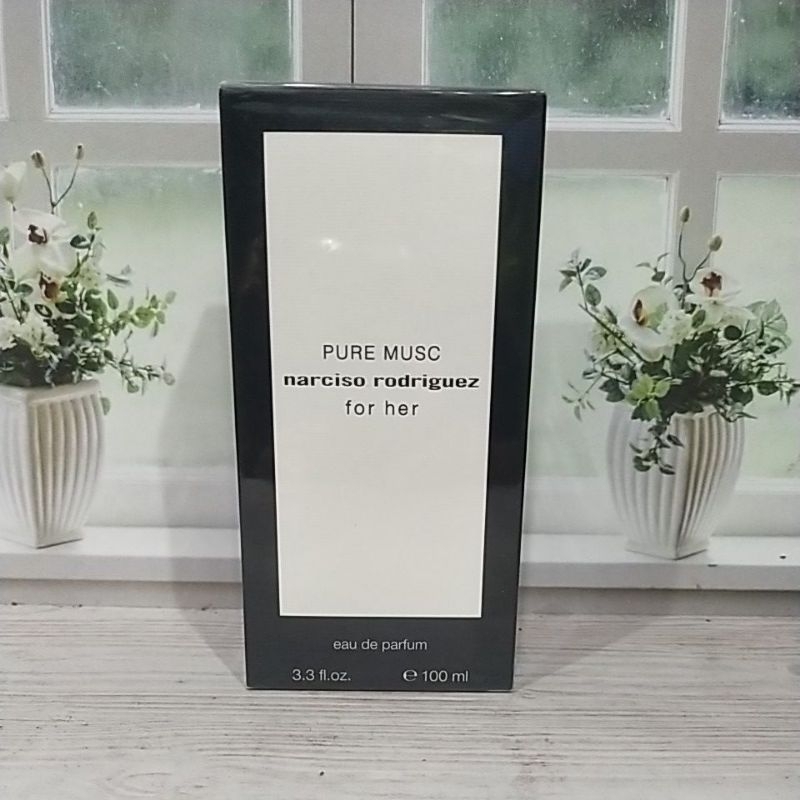 PURE MUSC
narciso rodriguez
for her
eau de parfum
3.3 fl.oz. ℮ 100 ml